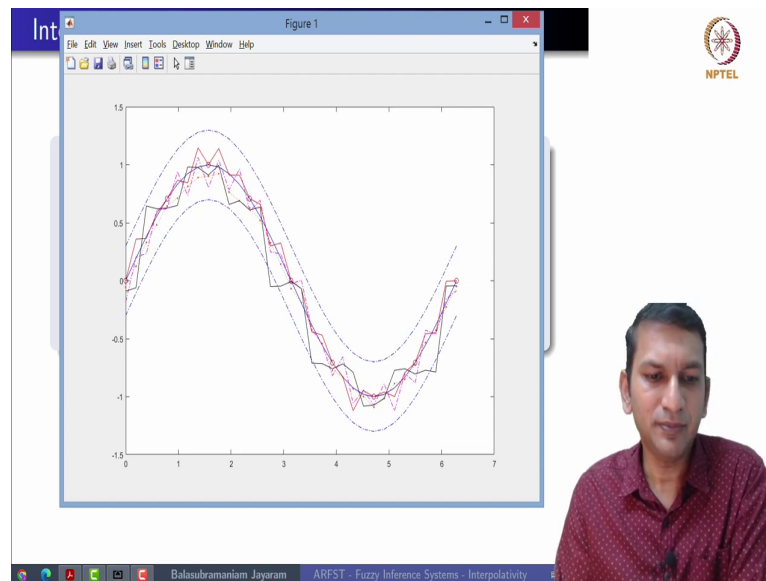 Int
Figure 1
File Edit View Insert Tools Desktop Window Help
NPTEL
1.5
1
0.5
0
-0.5
-1
-1.5
0 1 2 3 4 5 6 7
Balasubramaniam Jayaram ARFST - Fuzzy Inference Systems - Interpolativity